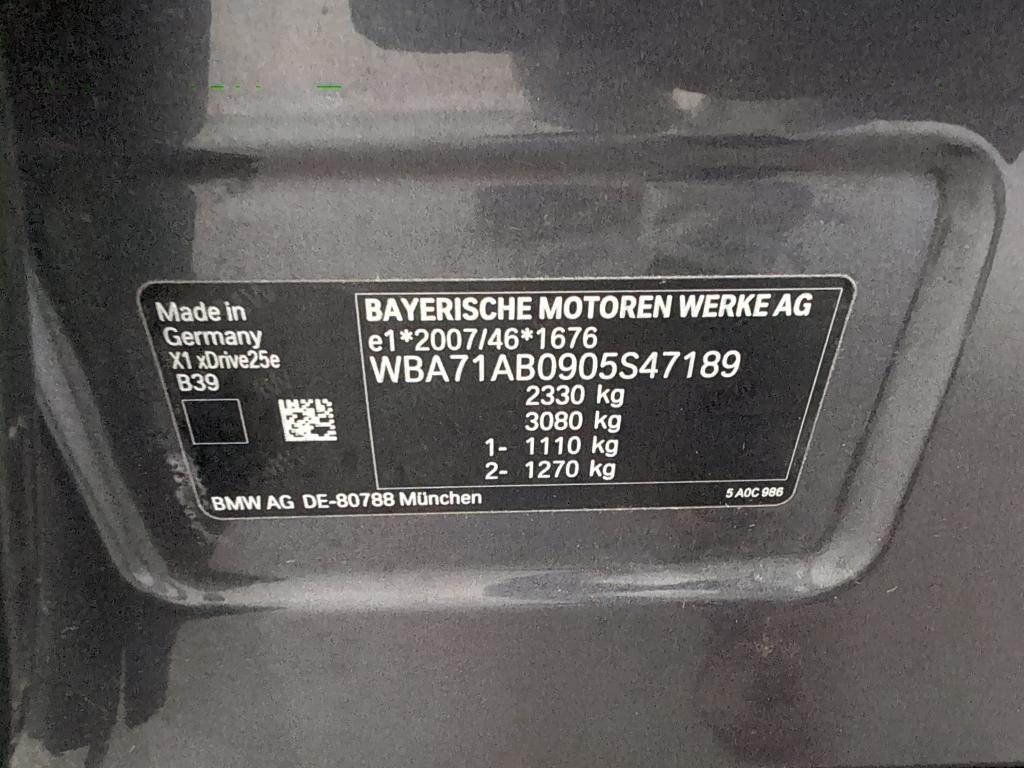 Made in
Germany
X1 xDrive25e
B39
BAYERISCHE MOTOREN WERKE AG
e1*2007/46*1676
WBA71AB0905S47189
2330 kg
3080 kg
1- 1110 kg
2- 1270 kg
BMW AG DE-80788 München
5 A0C 986